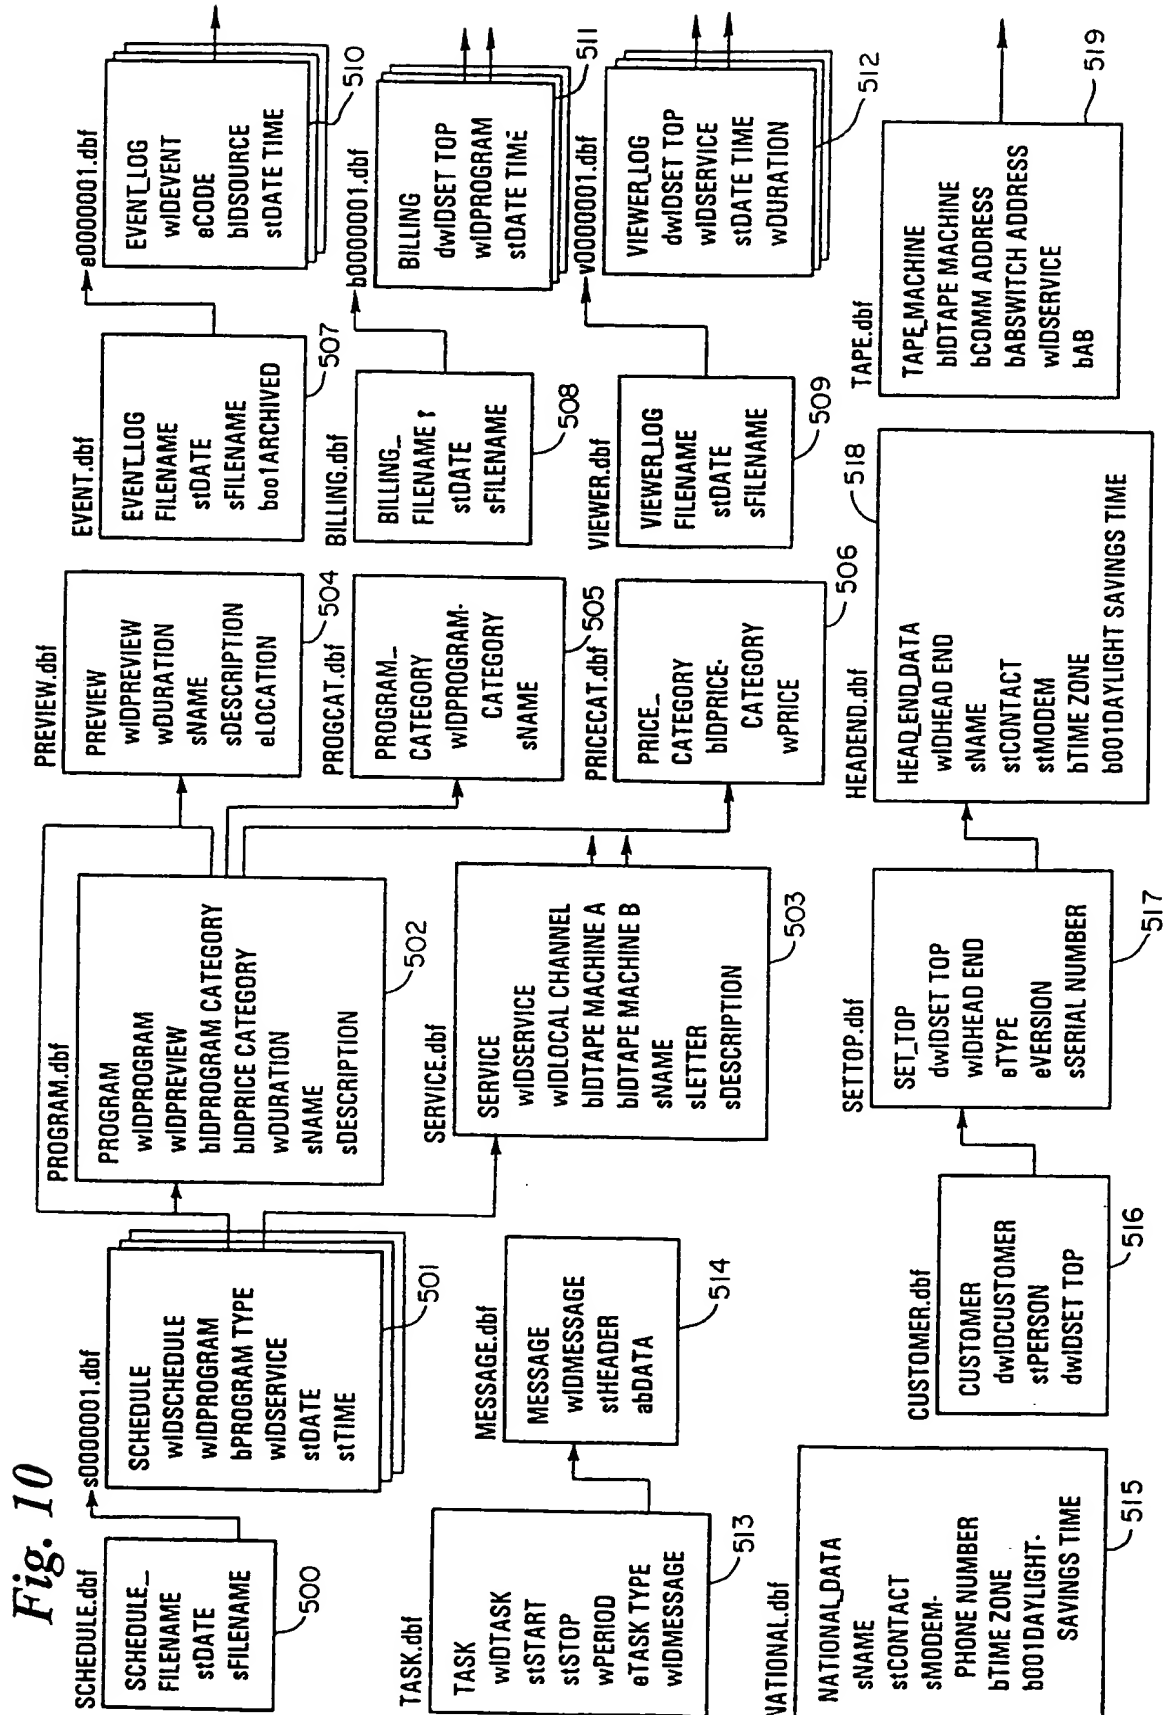 Fig. 10
SCHEDULE.dbf
SCHEDULE_
FILENAME
stDATE
sFILENAME
500
s0000001.dbf
SCHEDULE
wIDSCHEDULE
wIDPROGRAM
bPROGRAM TYPE
wIDSERVICE
stDATE
stTIME
501
PROGRAM.dbf
PROGRAM
wIDPROGRAM
wIDPREVIEW
bIDPROGRAM CATEGORY
bIDPRICE CATEGORY
wDURATION
sNAME
sDESCRIPTION
502
SERVICE.dbf
SERVICE
wIDSERVICE
wIDLOCAL CHANNEL
bIDTAPE MACHINE A
bIDTAPE MACHINE B
sNAME
sLETTER
sDESCRIPTION
503
PREVIEW.dbf
PREVIEW
wIDPREVIEW
wDURATION
sNAME
sDESCRIPTION
eLOCATION
504
PROGCAT.dbf
PROGRAM_
CATEGORY
wIDPROGRAM-
CATEGORY
sNAME
505
PRICECAT.dbf
PRICE_
CATEGORY
bIDPRICE-
CATEGORY
wPRICE
506
EVENT.dbf
EVENT_LOG
FILENAME
stDATE
sFILENAME
boo1ARCHIVED
507
BILLING.dbf
BILLING_
FILENAME
stDATE
sFILENAME
508
VIEWER.dbf
VIEWER_LOG
FILENAME
stDATE
sFILENAME
509
e0000001.dbf
EVENT_LOG
wIDEVENT
eCODE
bIDSOURCE
stDATE TIME
510
b0000001.dbf
BILLING
dwIDSET TOP
wIDPROGRAM
stDATE TIME
511
v0000001.dbf
VIEWER_LOG
dwIDSET TOP
wIDSERVICE
stDATE TIME
wDURATION
512
TASK.dbf
TASK
wIDTASK
stSTART
stSTOP
wPERIOD
eTASK TYPE
wIDMESSAGE
513
MESSAGE.dbf
MESSAGE
wIDMESSAGE
stHEADER
abDATA
514
NATIONAL.dbf
NATIONAL_DATA
sNAME
stCONTACT
sMODEM-
PHONE NUMBER
bTIME ZONE
b001DAYLIGHT-
SAVINGS TIME
515
CUSTOMER.dbf
CUSTOMER
dwIDCUSTOMER
stPERSON
dwIDSET TOP
516
SETTOP.dbf
SET_TOP
dwIDSET TOP
wIDHEAD END
eTYPE
eVERSION
sSERIAL NUMBER
517
HEADEND.dbf
HEAD_END_DATA
wIDHEAD END
sNAME
stCONTACT
stMODEM
bTIME ZONE
b001DAYLIGHT SAVINGS TIME
518
TAPE.dbf
TAPE_MACHINE
bIDTAPE MACHINE
bCOMM ADDRESS
bABSWITCH ADDRESS
wIDSERVICE
bAB
519